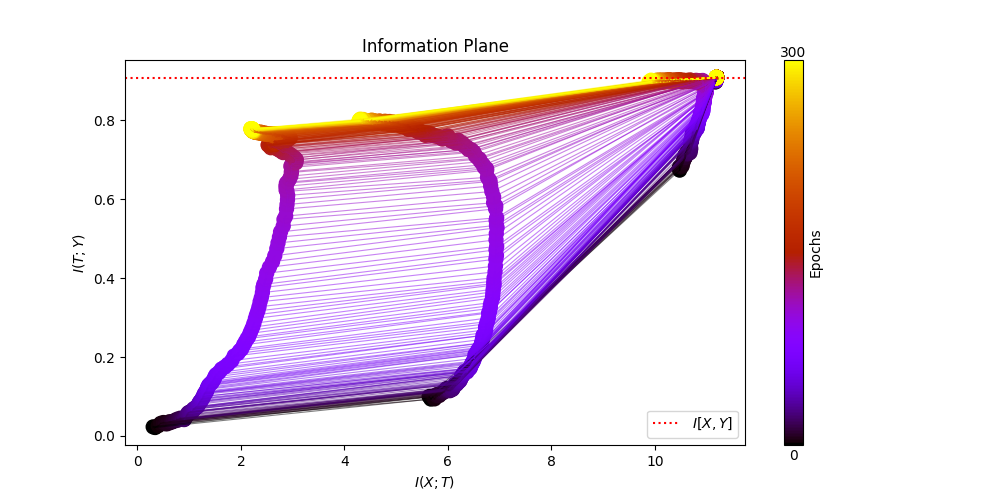 Information Plane
300
0.8
0.6
0.4
0.2
0.0
I(T; Y)
Epochs
I[X, Y]
0
0 2 4 6 8 10
I(X; T)